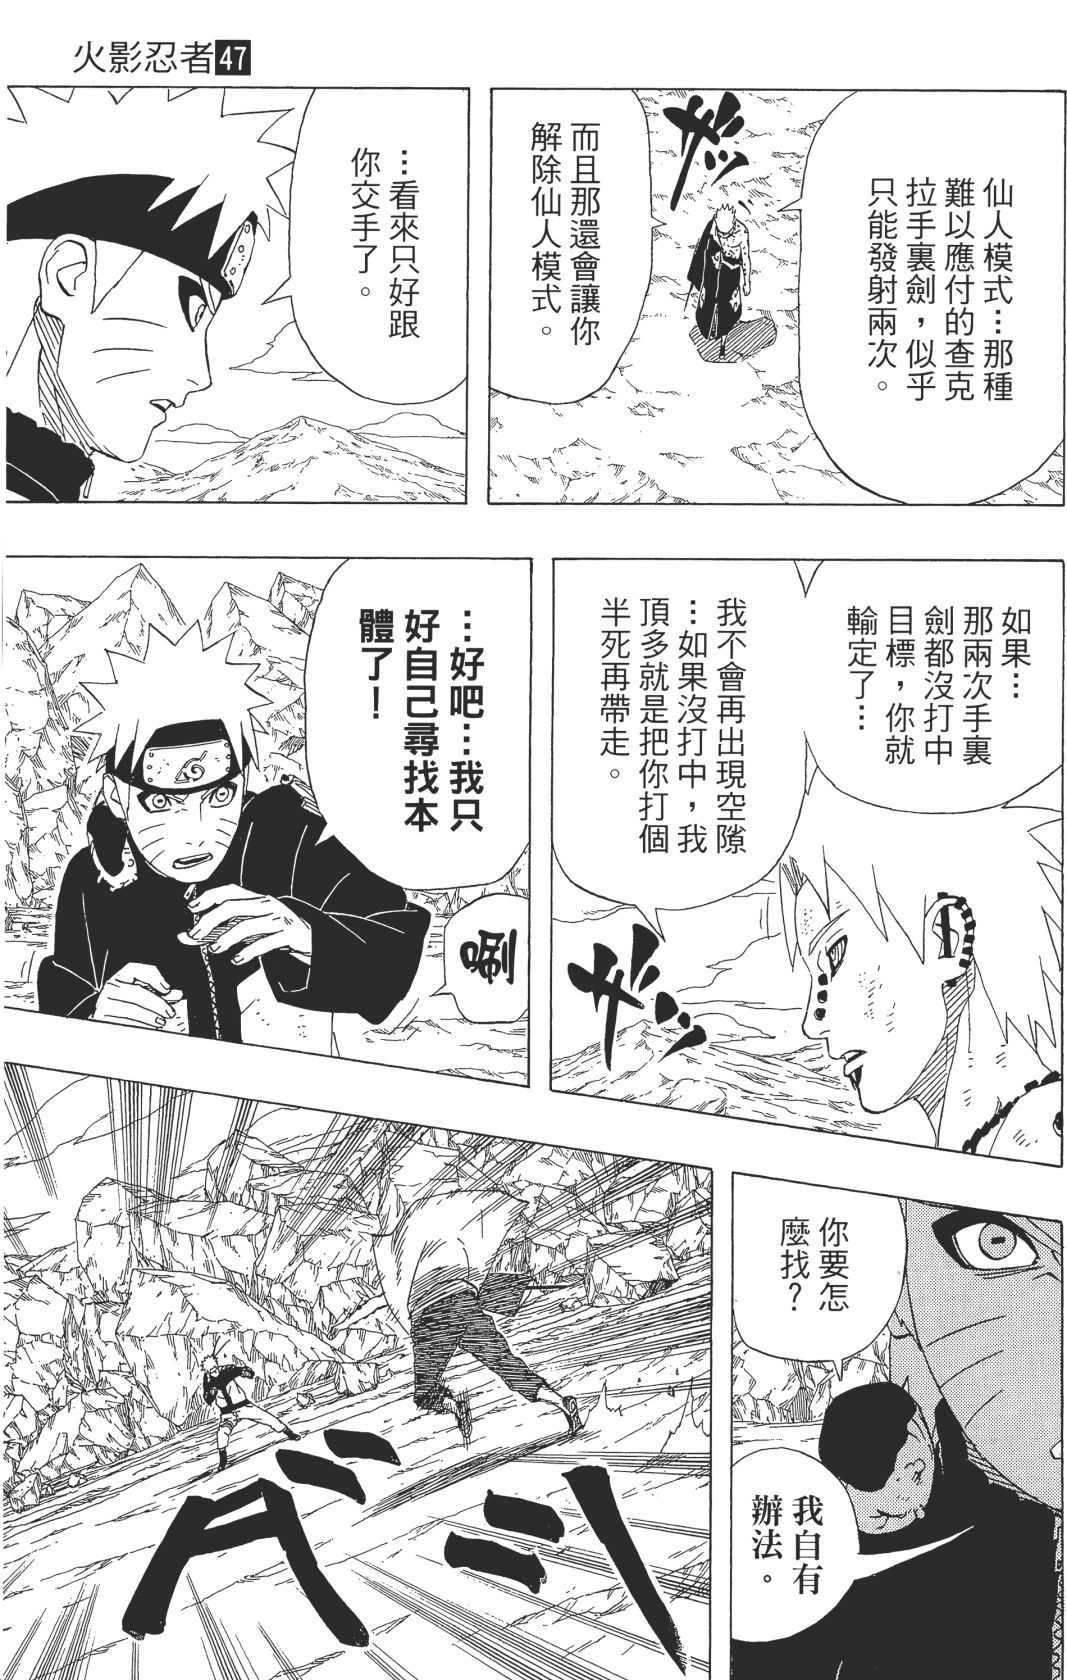 火影忍者47
仙人模式…那種
難以應付的查克
拉手裏劍，似乎
只能發射兩次。
而且那還會讓你
解除仙人模式。
ザッ
…看來只好跟
你交手了。
如果…
那兩次手裏
劍都沒打中
目標，你就
輸定了…
我不會再出現空隙
…如果沒打中，我
頂多就是把你打個
半死再帶走。
ザッ
…好吧…我只
好自己尋找本
體了！
唰
你要怎
麼找？
我自有
辦法。
ダッ